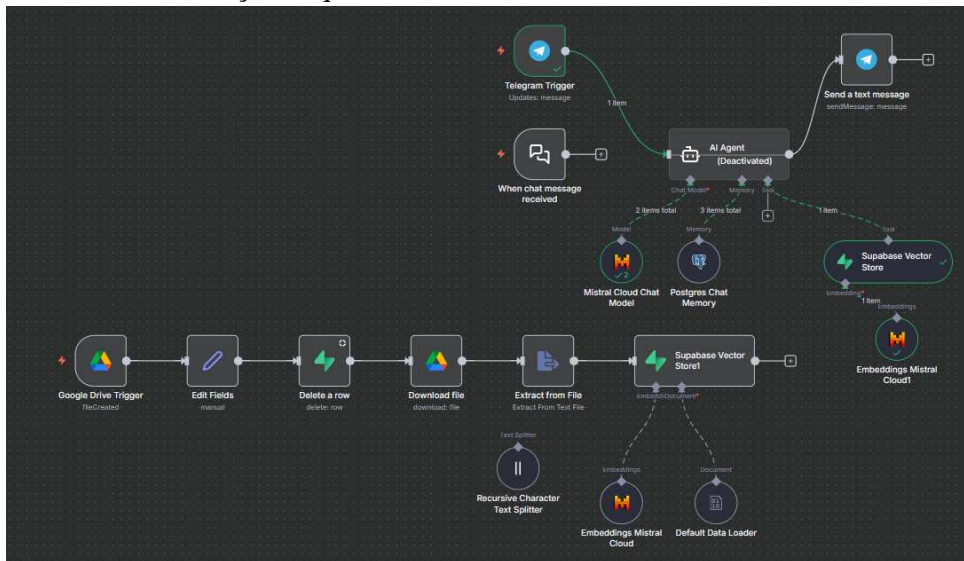 Telegram Trigger
Updates: message
1 item
Send a text message
sendMessage: message
When chat message
received
AI Agent
(Deactivated)
Chat Model*
Memory
Tool
2 items total
3 items total
1 item
Model
Mistral Cloud Chat
Model
2
Memory
Postgres Chat
Memory
Tool
Supabase Vector
Store
Embedding*
1 item
Embeddings
Embeddings Mistral
Cloud1
Google Drive Trigger
fileCreated
Edit Fields
manual
Delete a row
delete: row
Download file
download: file
Extract from File
Extract From Text File
Supabase Vector
Store1
Document*
Text Splitter
Recursive Character
Text Splitter
Embeddings
Embeddings Mistral
Cloud
Document
Default Data Loader